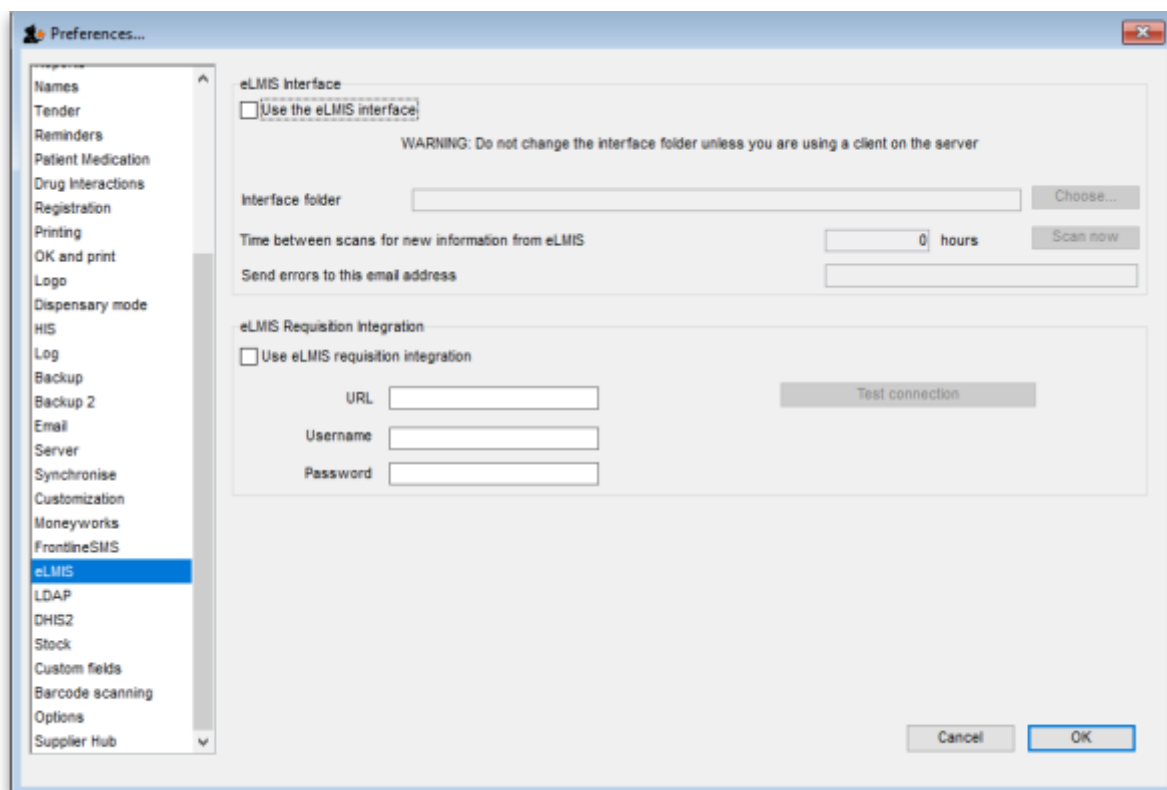 Preferences...
Reports
Names
Tender
Reminders
Patient Medication
Drug Interactions
Registration
Printing
OK and print
Logo
Dispensary mode
HIS
Log
Backup
Backup 2
Email
Server
Synchronise
Customization
Moneyworks
FrontlineSMS
eLMIS
LDAP
DHIS2
Stock
Custom fields
Barcode scanning
Options
Supplier Hub
eLMIS Interface
Use the eLMIS interface
WARNING: Do not change the interface folder unless you are using a client on the server
Interface folder
Choose...
Time between scans for new information from eLMIS 0 hours
Scan now
Send errors to this email address
eLMIS Requisition Integration
Use eLMIS requisition integration
URL
Test connection
Username
Password
Cancel
OK